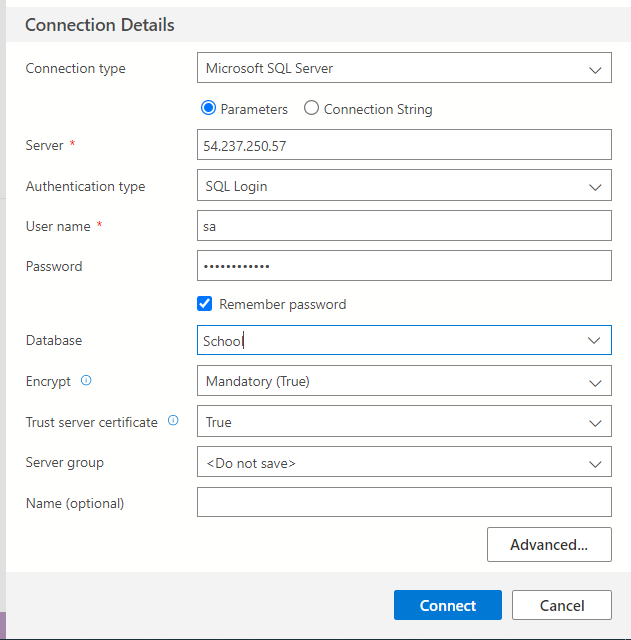 Connection Details
Connection type Microsoft SQL Server
Parameters Connection String
Server * 54.237.250.57
Authentication type SQL Login
User name * sa
Password ••••••••••••
Remember password
Database School
Encrypt Mandatory (True)
Trust server certificate True
Server group <Do not save>
Name (optional)
Advanced...
Connect Cancel